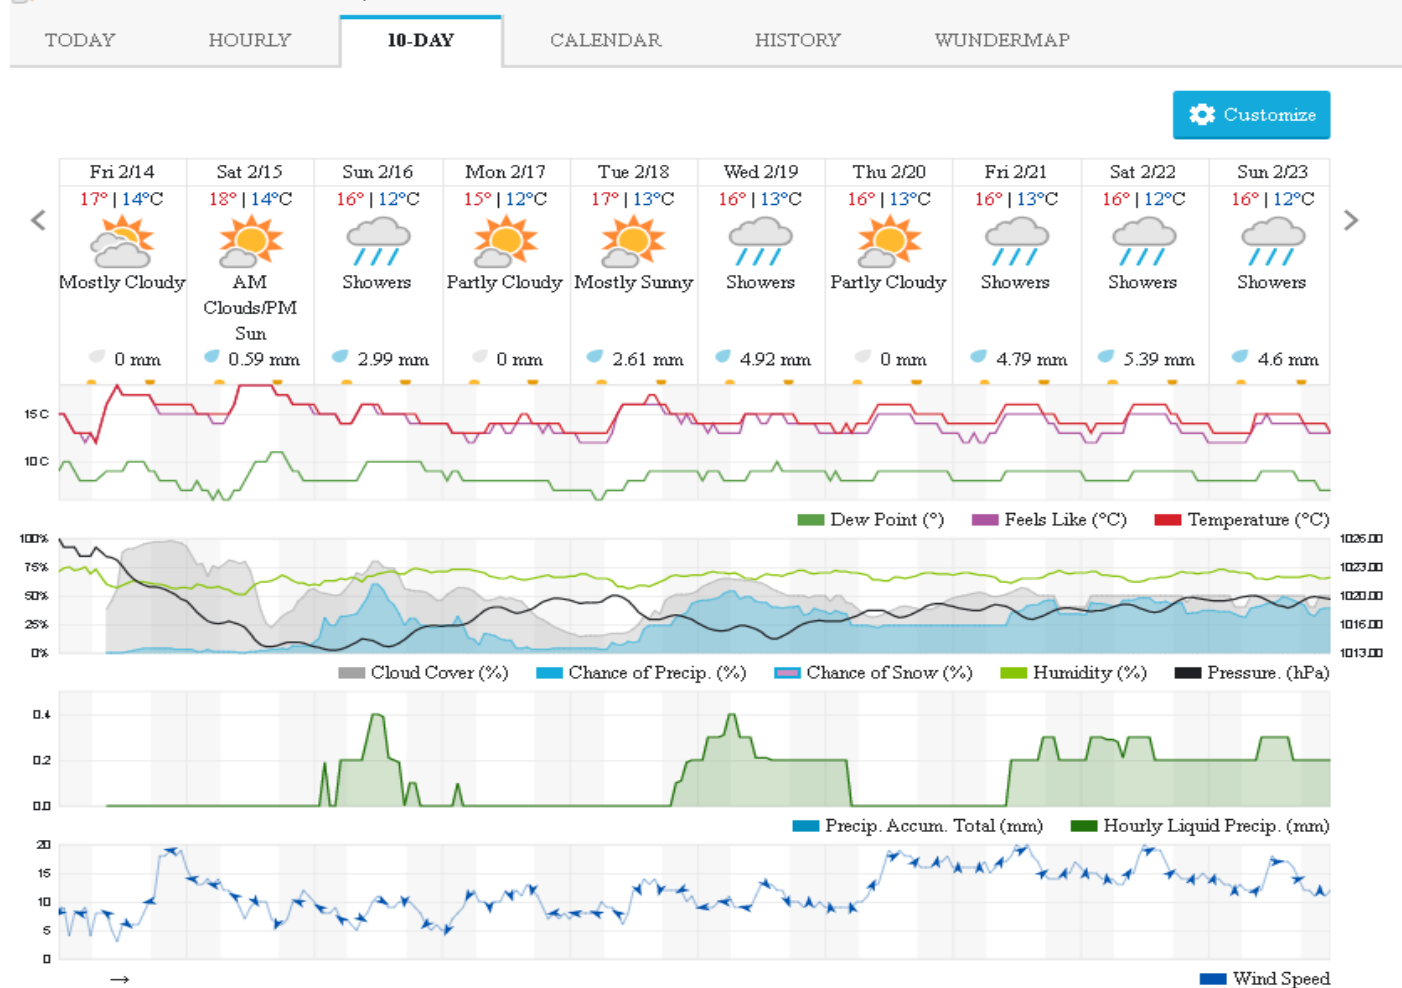 TODAY HOURLY 10-DAY CALENDAR HISTORY WUNDERMAP
Customize
Fri 2/14 Sat 2/15 Sun 2/16 Mon 2/17 Tue 2/18 Wed 2/19 Thu 2/20 Fri 2/21 Sat 2/22 Sun 2/23
17° | 14°C 18° | 14°C 16° | 12°C 15° | 12°C 17° | 13°C 16° | 13°C 16° | 13°C 16° | 13°C 16° | 12°C 16° | 12°C
Mostly Cloudy AM Showers Partly Cloudy Mostly Sunny Showers Partly Cloudy Showers Showers Showers
Clouds/PM
Sun
0 mm 0.59 mm 2.99 mm 0 mm 2.61 mm 4.92 mm 0 mm 4.79 mm 5.39 mm 4.6 mm
15 C
10 C
Dew Point (°) Feels Like (°C) Temperature (°C)
100% 1026.00
75% 1023.00
50% 1020.00
25% 1016.00
0% 1013.00
Cloud Cover (%) Chance of Precip. (%) Chance of Snow (%) Humidity (%) Pressure. (hPa)
0.4
0.2
0.0
Precip. Accum. Total (mm) Hourly Liquid Precip. (mm)
20
15
10
5
0
→ Wind Speed